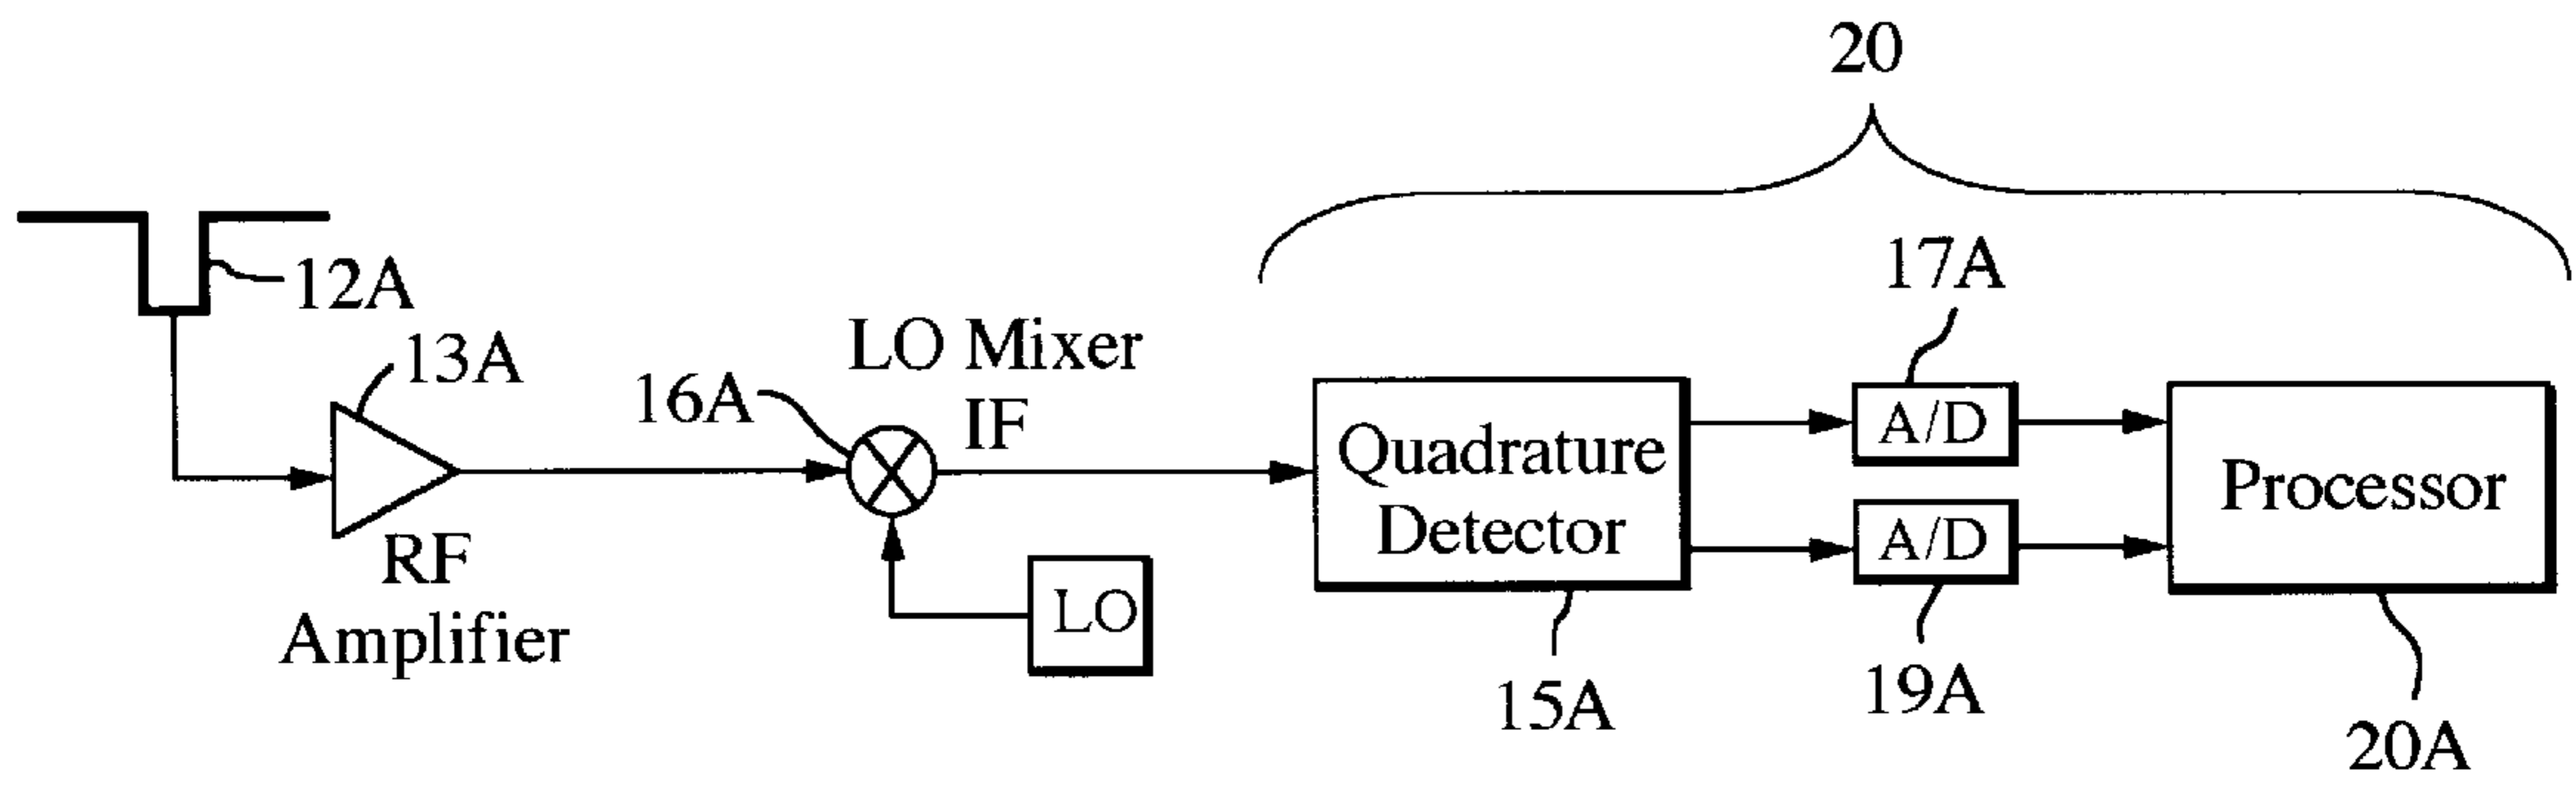 20
12A
17A
13A
16A
LO Mixer
IF
A/D
Quadrature
Detector
A/D
Processor
RF
Amplifier
LO
15A
19A
20A